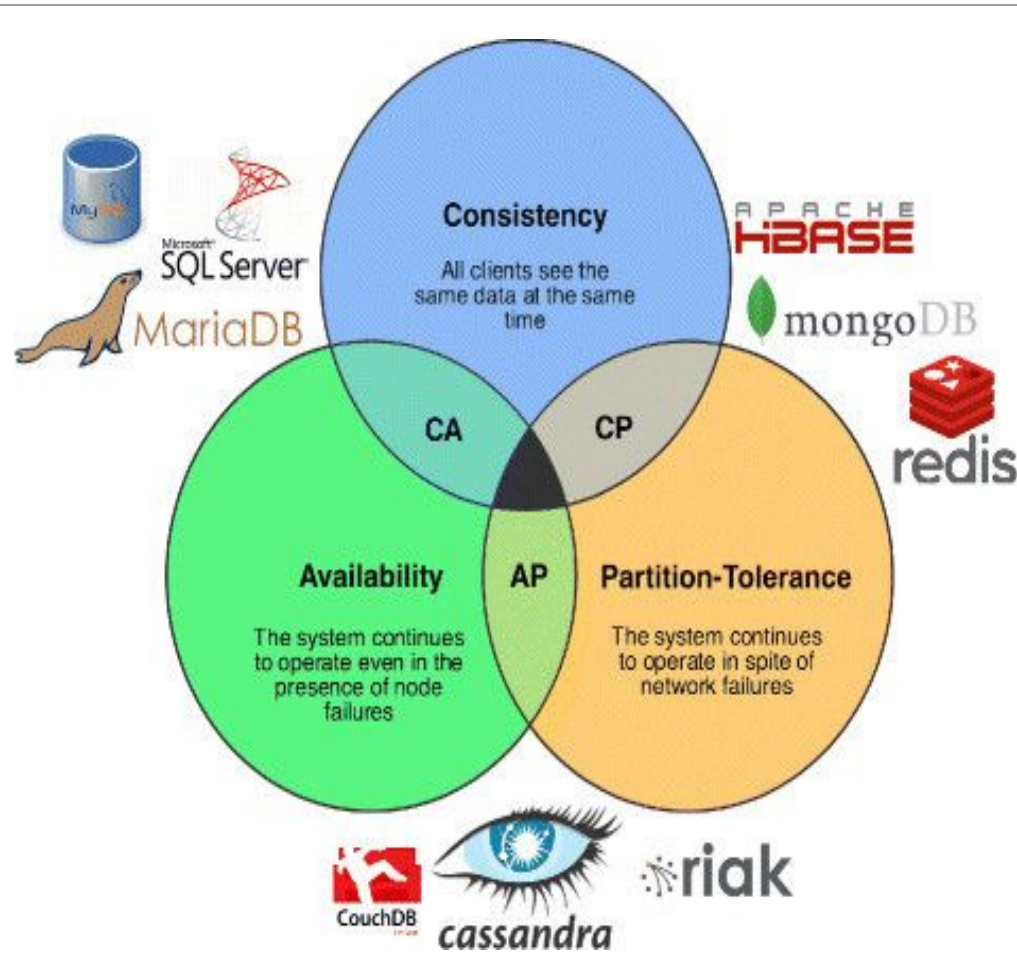 Consistency
All clients see the
same data at the same
time
MySQL
Microsoft
SQL Server
MariaDB
APACHE
HBASE
mongoDB
redis
CA
CP
AP
Availability
The system continues
to operate even in the
presence of node
failures
Partition-Tolerance
The system continues
to operate in spite of
network failures
CouchDB
cassandra
riak